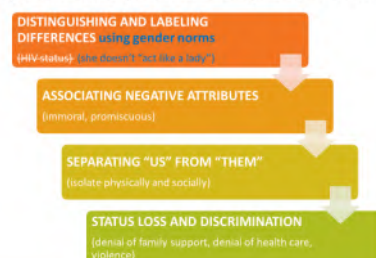 DISTINGUISHING AND LABELING
DIFFERENCES using gender norms
(HIV status) (she doesn't "act like a lady")
ASSOCIATING NEGATIVE ATTRIBUTES
(immoral, promiscuous)
SEPARATING "US" FROM "THEM"
(isolate physically and socially)
STATUS LOSS AND DISCRIMINATION
(denial of family support, denial of health care,
violence)